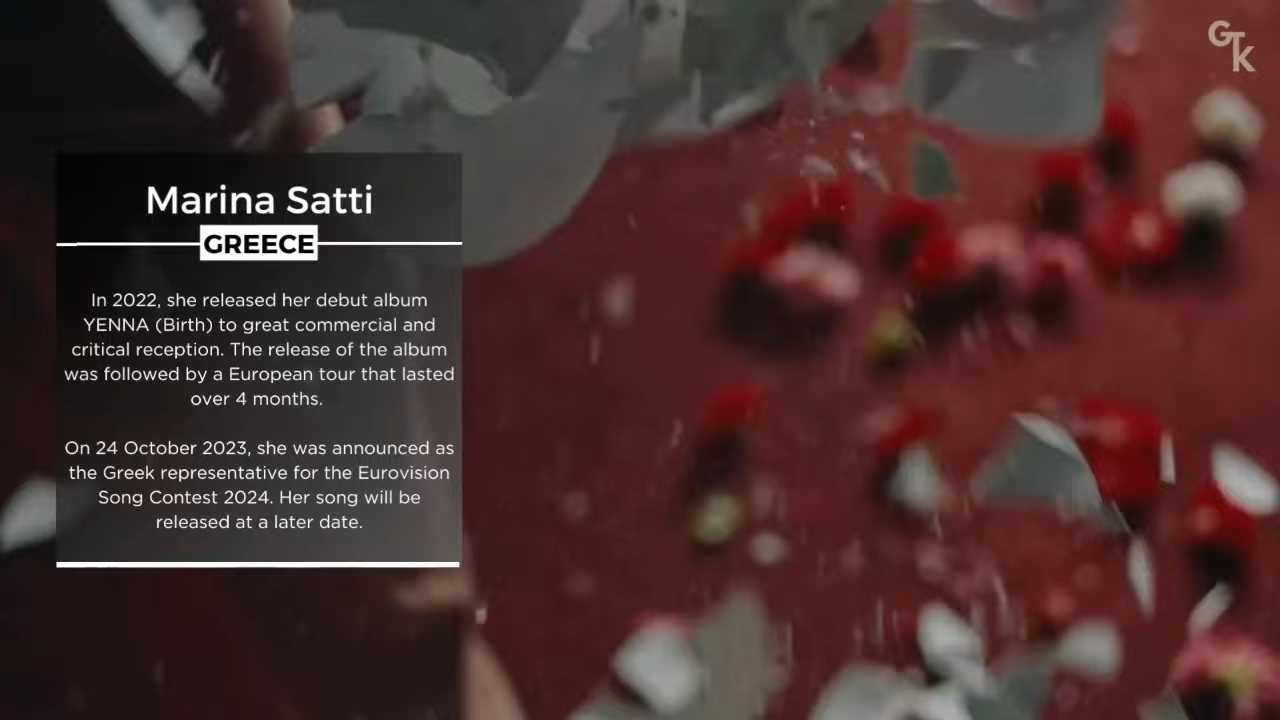 GTK
Marina Satti
GREECE
In 2022, she released her debut album
YENNA (Birth) to great commercial and
critical reception. The release of the album
was followed by a European tour that lasted
over 4 months.
On 24 October 2023, she was announced as
the Greek representative for the Eurovision
Song Contest 2024. Her song will be
released at a later date.